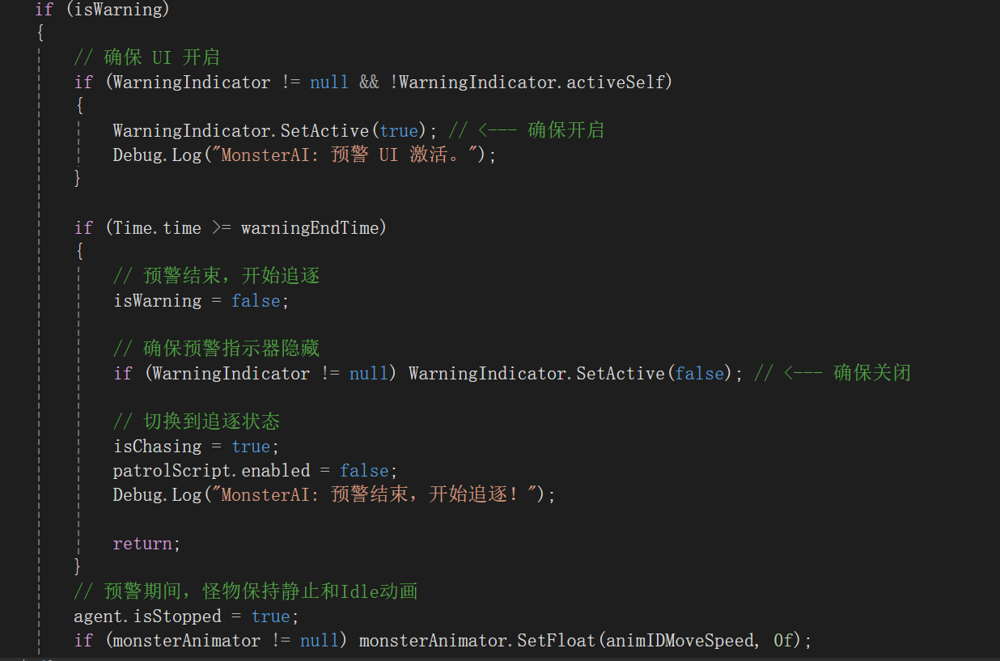 if (isWarning)
{
// 确保 UI 开启
if (WarningIndicator != null && !WarningIndicator.activeSelf)
{
WarningIndicator.SetActive(true); // <--- 确保开启
Debug.Log("MonsterAI: 预警 UI 激活。");
}
if (Time.time >= warningEndTime)
{
// 预警结束，开始追逐
isWarning = false;
// 确保预警指示器隐藏
if (WarningIndicator != null) WarningIndicator.SetActive(false); // <--- 确保关闭
// 切换到追逐状态
isChasing = true;
patrolScript.enabled = false;
Debug.Log("MonsterAI: 预警结束，开始追逐！");
return;
}
// 预警期间，怪物保持静止和Idle动画
agent.isStopped = true;
if (monsterAnimator != null) monsterAnimator.SetFloat(animIDMoveSpeed, 0f);